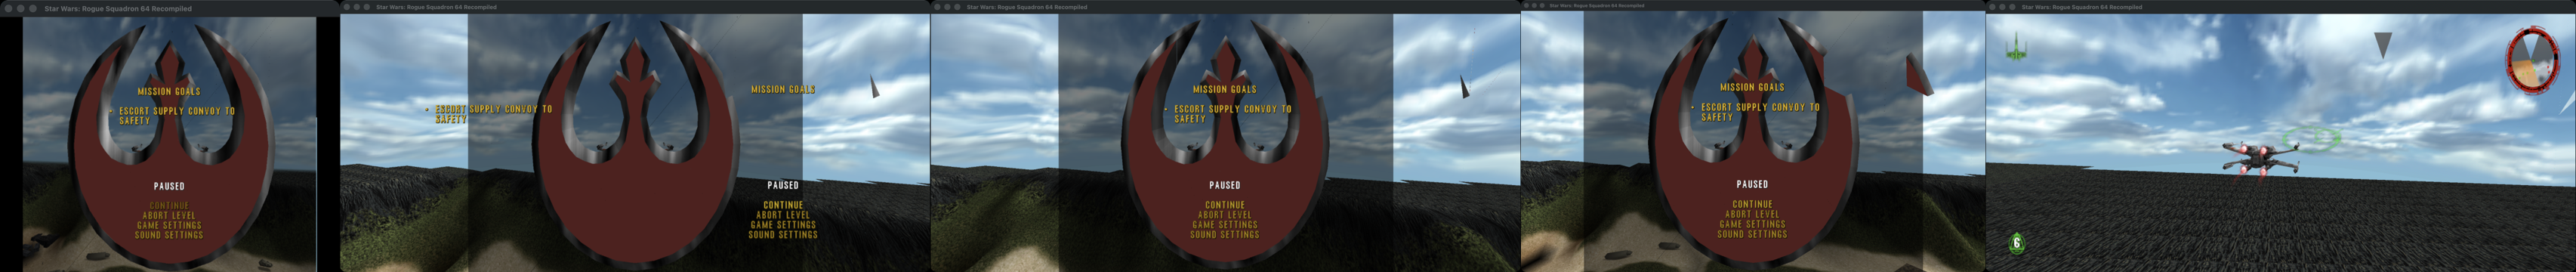 Star Wars: Rogue Squadron 64 Recompiled
MISSION GOALS
• ESCORT SUPPLY CONVOY TO
SAFETY
PAUSED
CONTINUE
ABORT LEVEL
GAME SETTINGS
SOUND SETTINGS
Star Wars: Rogue Squadron 64 Recompiled
MISSION GOALS
• ESCORT SUPPLY CONVOY TO
SAFETY
PAUSED
CONTINUE
ABORT LEVEL
GAME SETTINGS
SOUND SETTINGS
Star Wars: Rogue Squadron 64 Recompiled
MISSION GOALS
• ESCORT SUPPLY CONVOY TO
SAFETY
PAUSED
CONTINUE
ABORT LEVEL
GAME SETTINGS
SOUND SETTINGS
Star Wars: Rogue Squadron 64 Recompiled
MISSION GOALS
• ESCORT SUPPLY CONVOY TO
SAFETY
PAUSED
CONTINUE
ABORT LEVEL
GAME SETTINGS
SOUND SETTINGS
Star Wars: Rogue Squadron 64 Recompiled
6